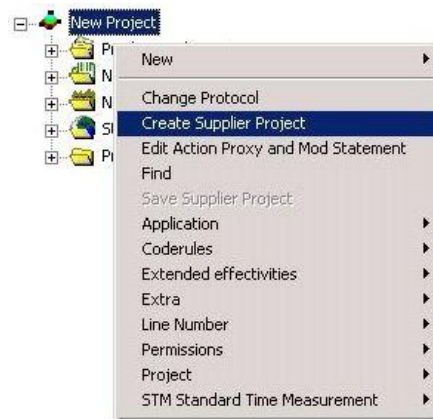 New Project
New
Change Protocol
Create Supplier Project
Edit Action Proxy and Mod Statement
Find
Save Supplier Project
Application
Coderules
Extended effectivities
Extra
Line Number
Permissions
Project
STM Standard Time Measurement